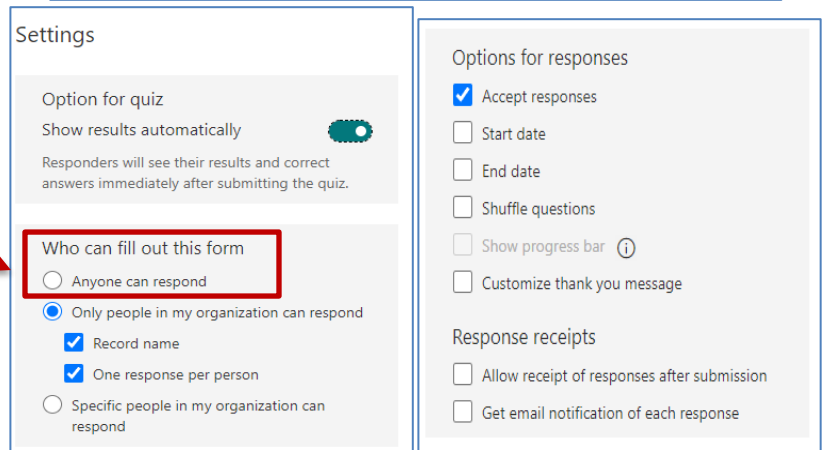 Settings
Option for quiz
Show results automatically
Responders will see their results and correct
answers immediately after submitting the quiz.
Who can fill out this form
Anyone can respond
Only people in my organization can respond
Record name
One response per person
Specific people in my organization can
respond
Options for responses
Accept responses
Start date
End date
Shuffle questions
Show progress bar
Customize thank you message
Response receipts
Allow receipt of responses after submission
Get email notification of each response